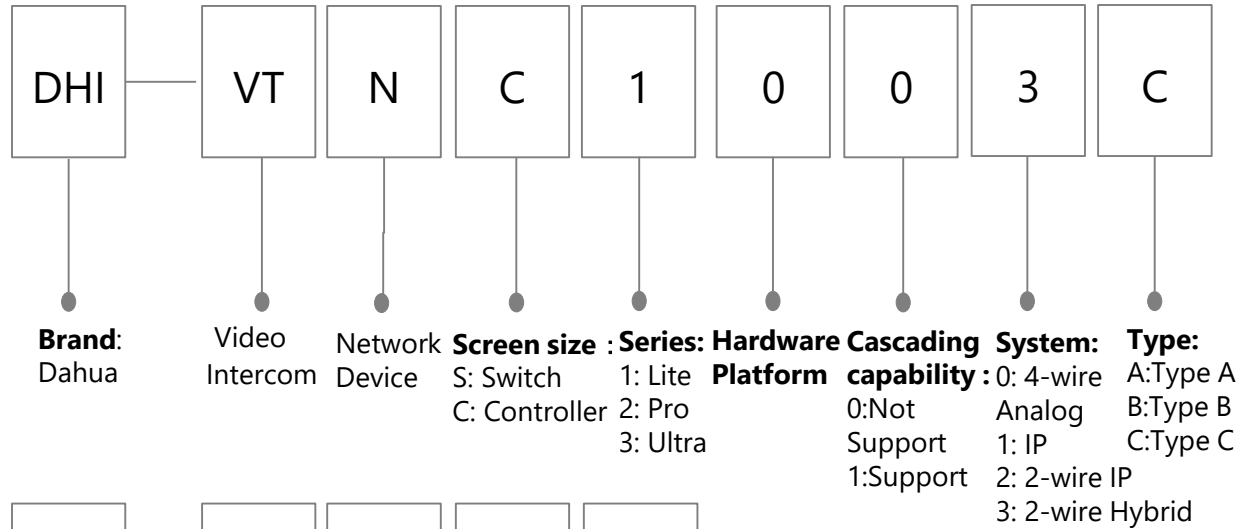 DHI VT N C 1 0 0 3 C
Brand:
Dahua
Video
Intercom
Network
Device
Screen size :
S: Switch
C: Controller
Series:
1: Lite
2: Pro
3: Ultra
Hardware
Platform
Cascading
capability :
0:Not
Support
1:Support
System:
0: 4-wire
Analog
1: IP
2: 2-wire IP
3: 2-wire Hybrid
Type:
A:Type A
B:Type B
C:Type C